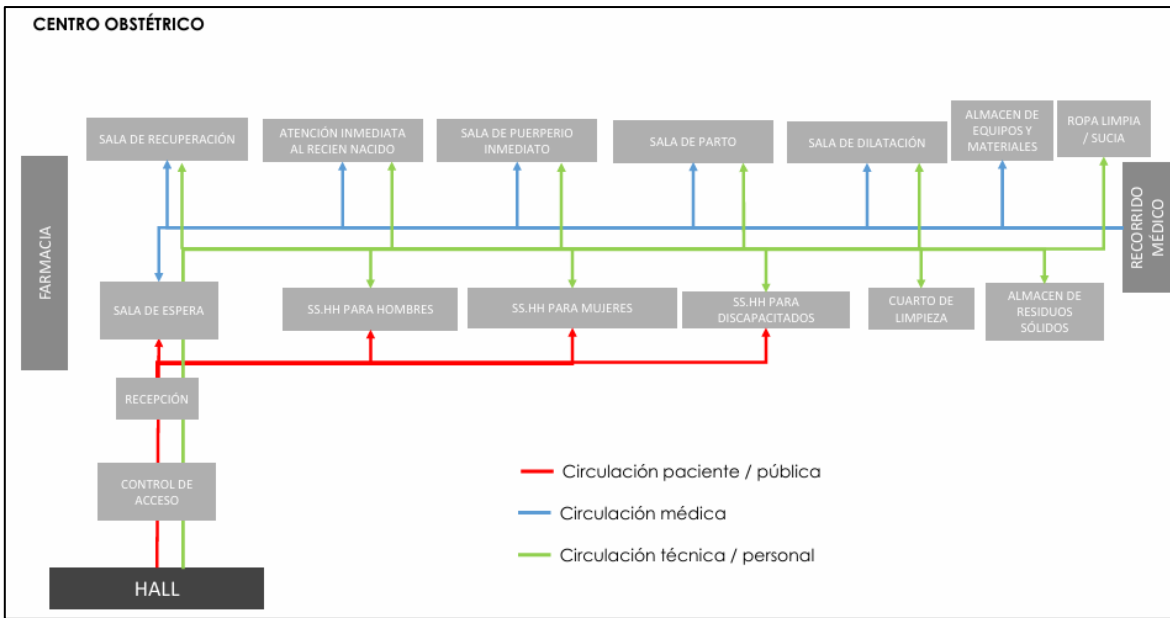 CENTRO OBSTÉTRICO
SALA DE RECUPERACIÓN
ATENCIÓN INMEDIATA
AL RECIEN NACIDO
SALA DE PUERPERIO
INMEDIATO
SALA DE PARTO
SALA DE DILATACIÓN
ALMACEN DE
EQUIPOS Y
MATERIALES
ROPA LIMPIA
/ SUCIA
FARMACIA
RECORRIDO
MÉDICO
SALA DE ESPERA
SS.HH PARA HOMBRES
SS.HH PARA MUJERES
SS.HH PARA
DISCAPACITADOS
CUARTO DE
LIMPIEZA
ALMACEN DE
RESIDUOS
SÓLIDOS
RECEPCIÓN
CONTROL DE
ACCESO
HALL
Circulación paciente / pública
Circulación médica
Circulación técnica / personal